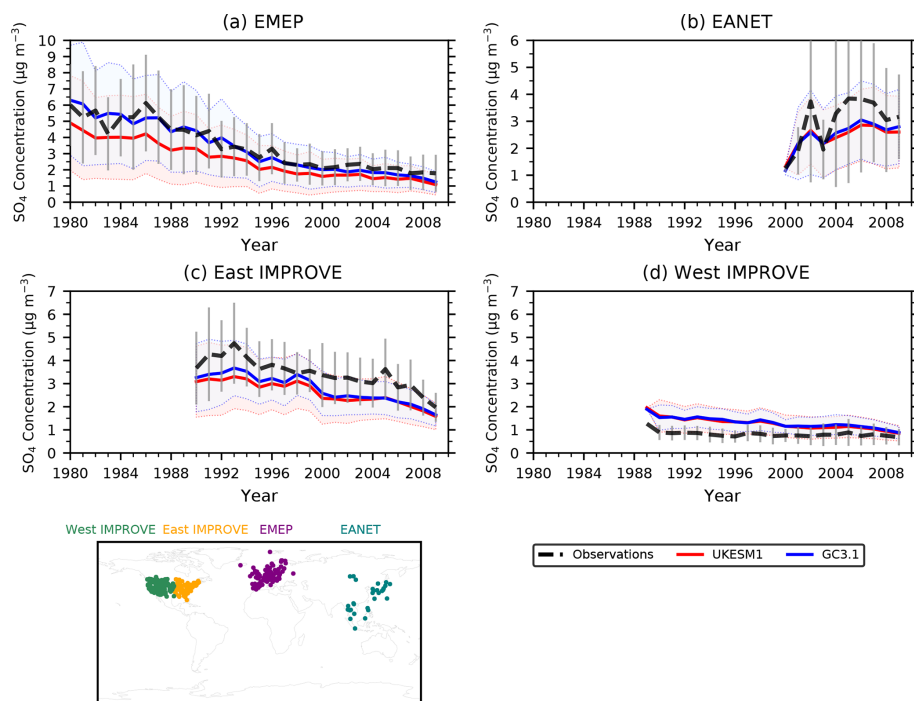 (a) EMEP
SO₄ Concentration (µg m⁻³)
10
9
8
7
6
5
4
3
2
1
0
1980 1984 1988 1992 1996 2000 2004 2008
Year
(b) EANET
SO₄ Concentration (µg m⁻³)
6
5
4
3
2
1
0
1980 1984 1988 1992 1996 2000 2004 2008
Year
(c) East IMPROVE
SO₄ Concentration (µg m⁻³)
7
6
5
4
3
2
1
0
1980 1984 1988 1992 1996 2000 2004 2008
Year
(d) West IMPROVE
SO₄ Concentration (µg m⁻³)
7
6
5
4
3
2
1
0
1980 1984 1988 1992 1996 2000 2004 2008
Year
West IMPROVE East IMPROVE EMEP EANET
Observations UKESM1 GC3.1